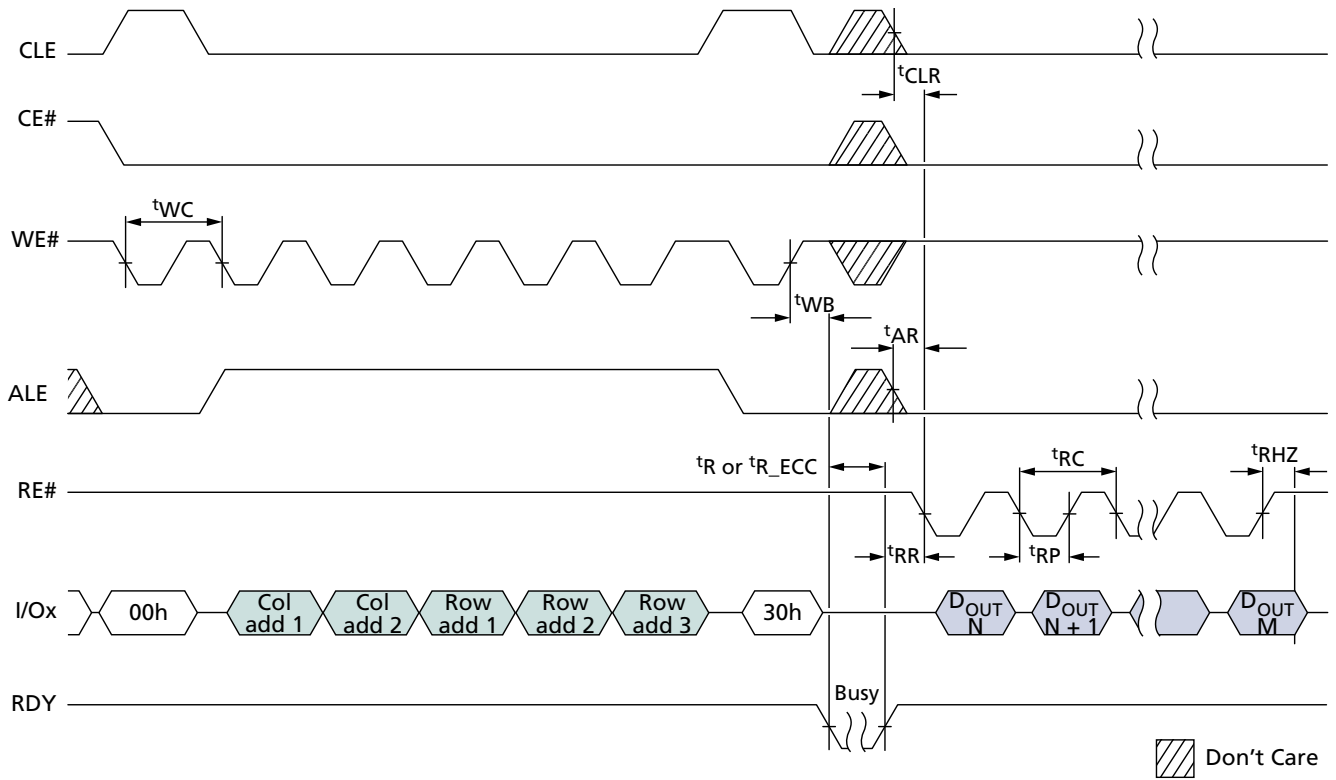 CLE
tCLR
CE#
tWC
WE#
tWB
tAR
ALE
tR or tR_ECC
tRC
tRHZ
RE#
tRR
tRP
I/Ox
00h
Col
add 1
Col
add 2
Row
add 1
Row
add 2
Row
add 3
30h
DOUT
N
DOUT
N + 1
DOUT
M
RDY
Busy
Don't Care